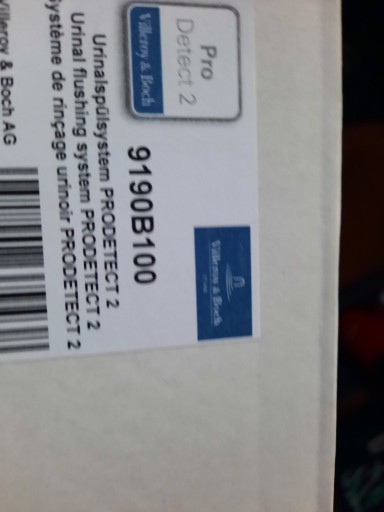 Pro
Detect 2
Villeroy & Boch
Villeroy & Boch
9190B100
Urinalspülsystem PRODETECT 2
Urinal flushing system PRODETECT 2
ystème de rinçage urinoir PRODETECT 2
Villeroy & Boch AG